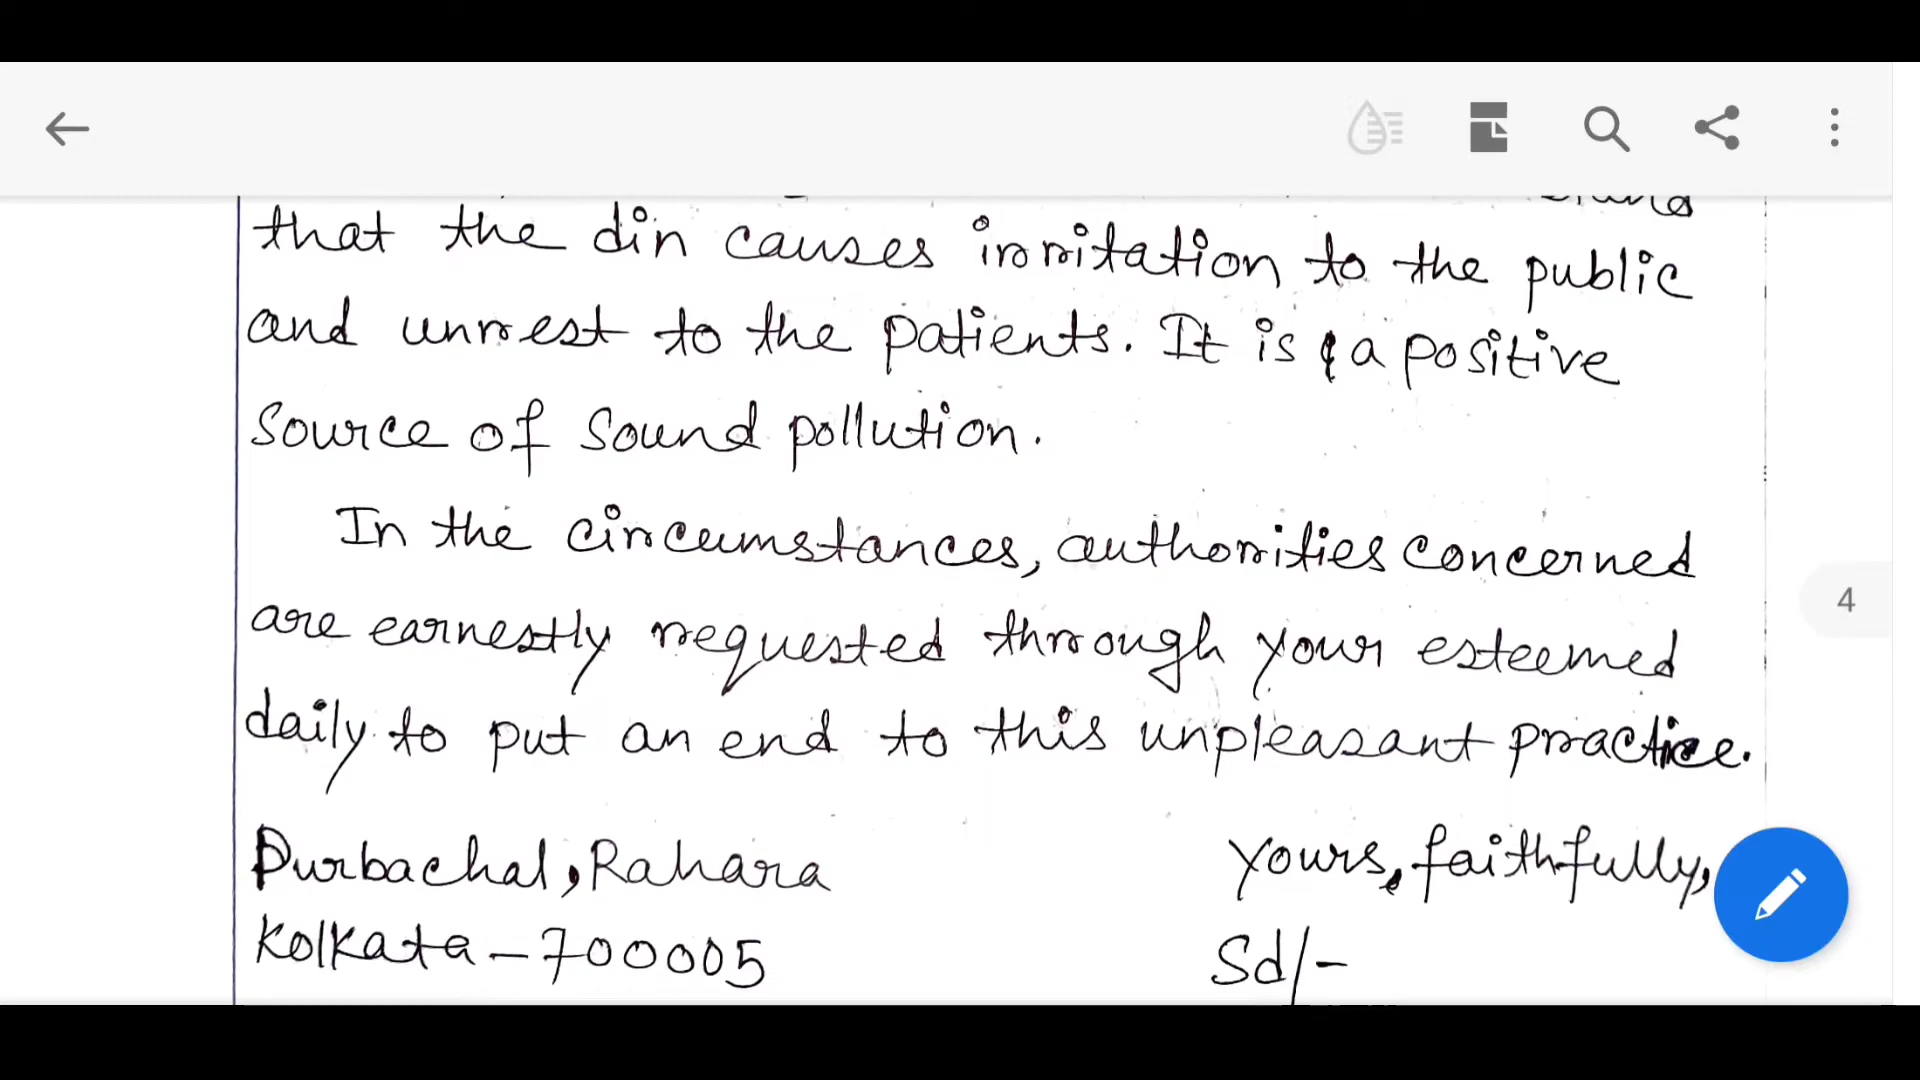 that the din causes irritation to the public
and unrest to the patients. It is a positive
source of sound pollution.
In the circumstances, authorities concerned
are earnestly requested through your esteemed
daily to put an end to this unpleasant practice.
4
Purbachal, Rahara
Yours, faithfully,
Kolkata - 700005
Sd/-